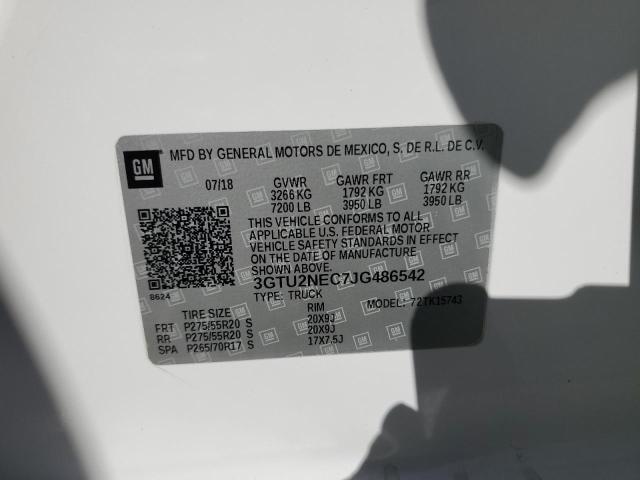 GM MFD BY GENERAL MOTORS DE MEXICO, S. DE R.L. DE C.V.
07/18 GVWR GAWR FRT GAWR RR
3266 KG 1792 KG 1792 KG
7200 LB 3950 LB 3950 LB
THIS VEHICLE CONFORMS TO ALL
APPLICABLE U.S. FEDERAL MOTOR
VEHICLE SAFETY STANDARDS IN EFFECT
ON THE DATE OF MANUFACTURE
SHOWN ABOVE.
8624
3GTU2NEC7JG486542
TYPE: TRUCK MODEL: 72TK15743
TIRE SIZE RIM
FRT P275/55R20 S 20X9J
RR P275/55R20 S 20X9J
SPA P265/70R17 S 17X7.5J